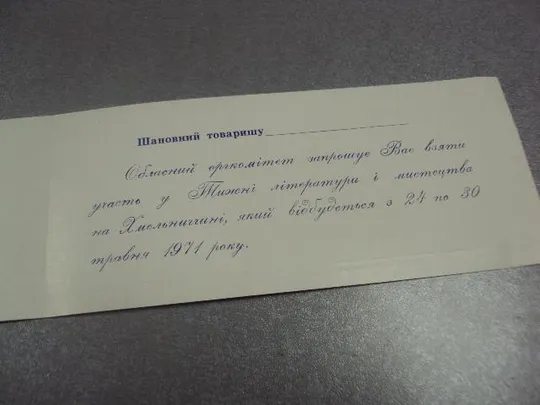 Шановний товаришу
Обласний оргкомітет запрошує Вас взяти
участь у Тижні літератури і мистецтва
на Хмельниччині, який відбудеться з 24 по 30
травня 1971 року.